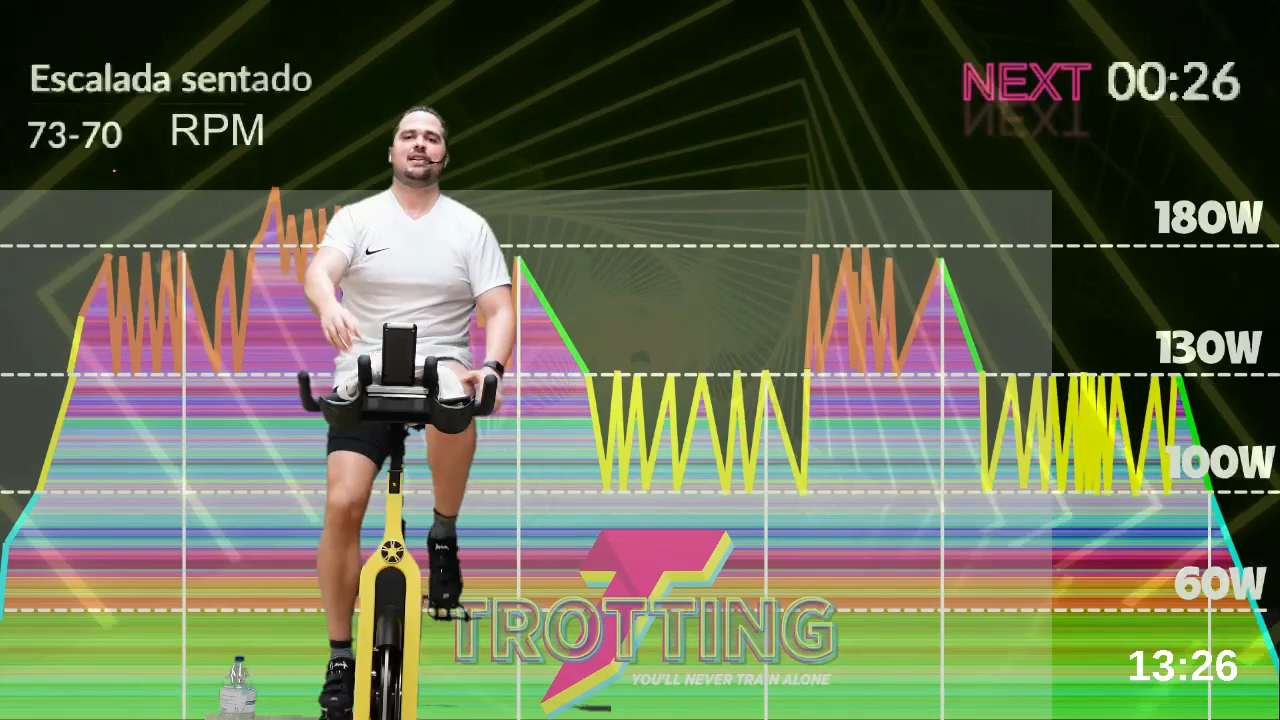 Escalada sentado
73-70 RPM
NEXT 00:26
NEXT
180W
130W
100W
60W
TROTTING
YOU'LL NEVER TRAIN ALONE
13:26